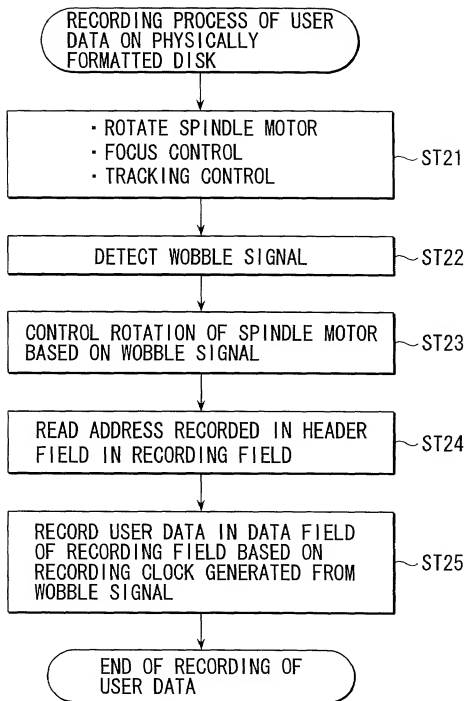 RECORDING PROCESS OF USER
DATA ON PHYSICALLY
FORMATTED DISK
・ROTATE SPINDLE MOTOR
・FOCUS CONTROL
・TRACKING CONTROL
ST21
DETECT WOBBLE SIGNAL
ST22
CONTROL ROTATION OF SPINDLE MOTOR
BASED ON WOBBLE SIGNAL
ST23
READ ADDRESS RECORDED IN HEADER
FIELD IN RECORDING FIELD
ST24
RECORD USER DATA IN DATA FIELD
OF RECORDING FIELD BASED ON
RECORDING CLOCK GENERATED FROM
WOBBLE SIGNAL
ST25
END OF RECORDING OF
USER DATA